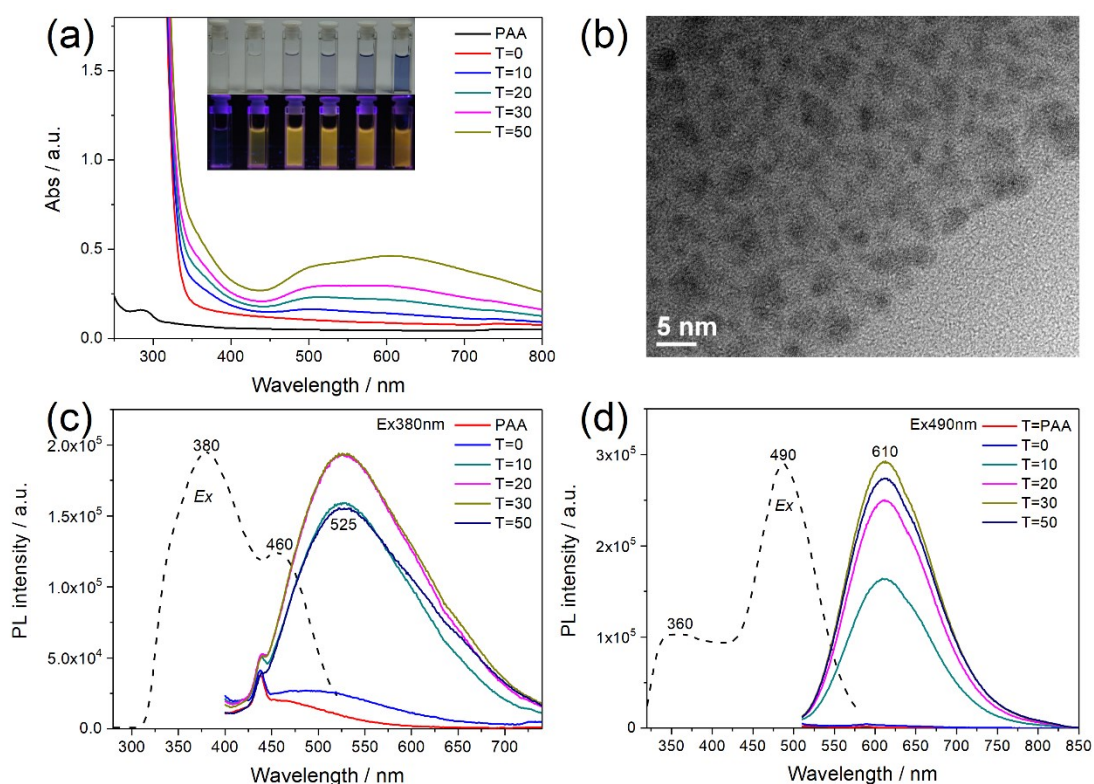 (a)
PAA
T=0
T=10
T=20
T=30
T=50
1.5
1.0
0.5
0.0
Abs / a.u.
300 400 500 600 700 800
Wavelength / nm
(b)
5 nm
(c)
Ex380nm
PAA
T=0
T=10
T=20
T=30
T=50
380
Ex
460
525
2.0x10⁵
1.5x10⁵
1.0x10⁵
5.0x10⁴
0.0
PL intensity / a.u.
300 350 400 450 500 550 600 650 700
Wavelength / nm
(d)
Ex490nm
T=PAA
T=0
T=10
T=20
T=30
T=50
490
Ex
610
360
3x10⁵
2x10⁵
1x10⁵
0
PL intensity / a.u.
350 400 450 500 550 600 650 700 750 800 850
Wavelength / nm